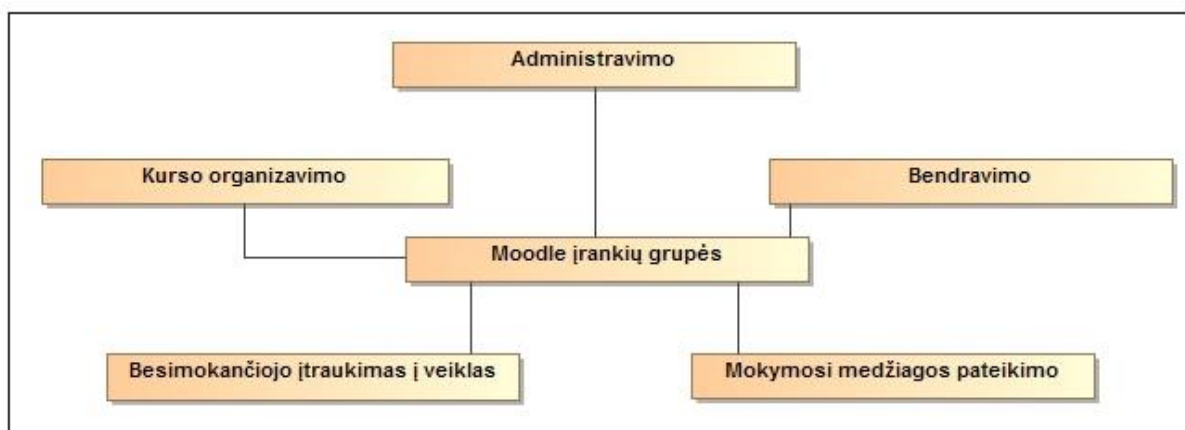 Administravimo
Kurso organizavimo
Bendravimo
Moodle įrankių grupės
Besimokančiojo įtraukimas į veiklas
Mokymosi medžiagos pateikimo